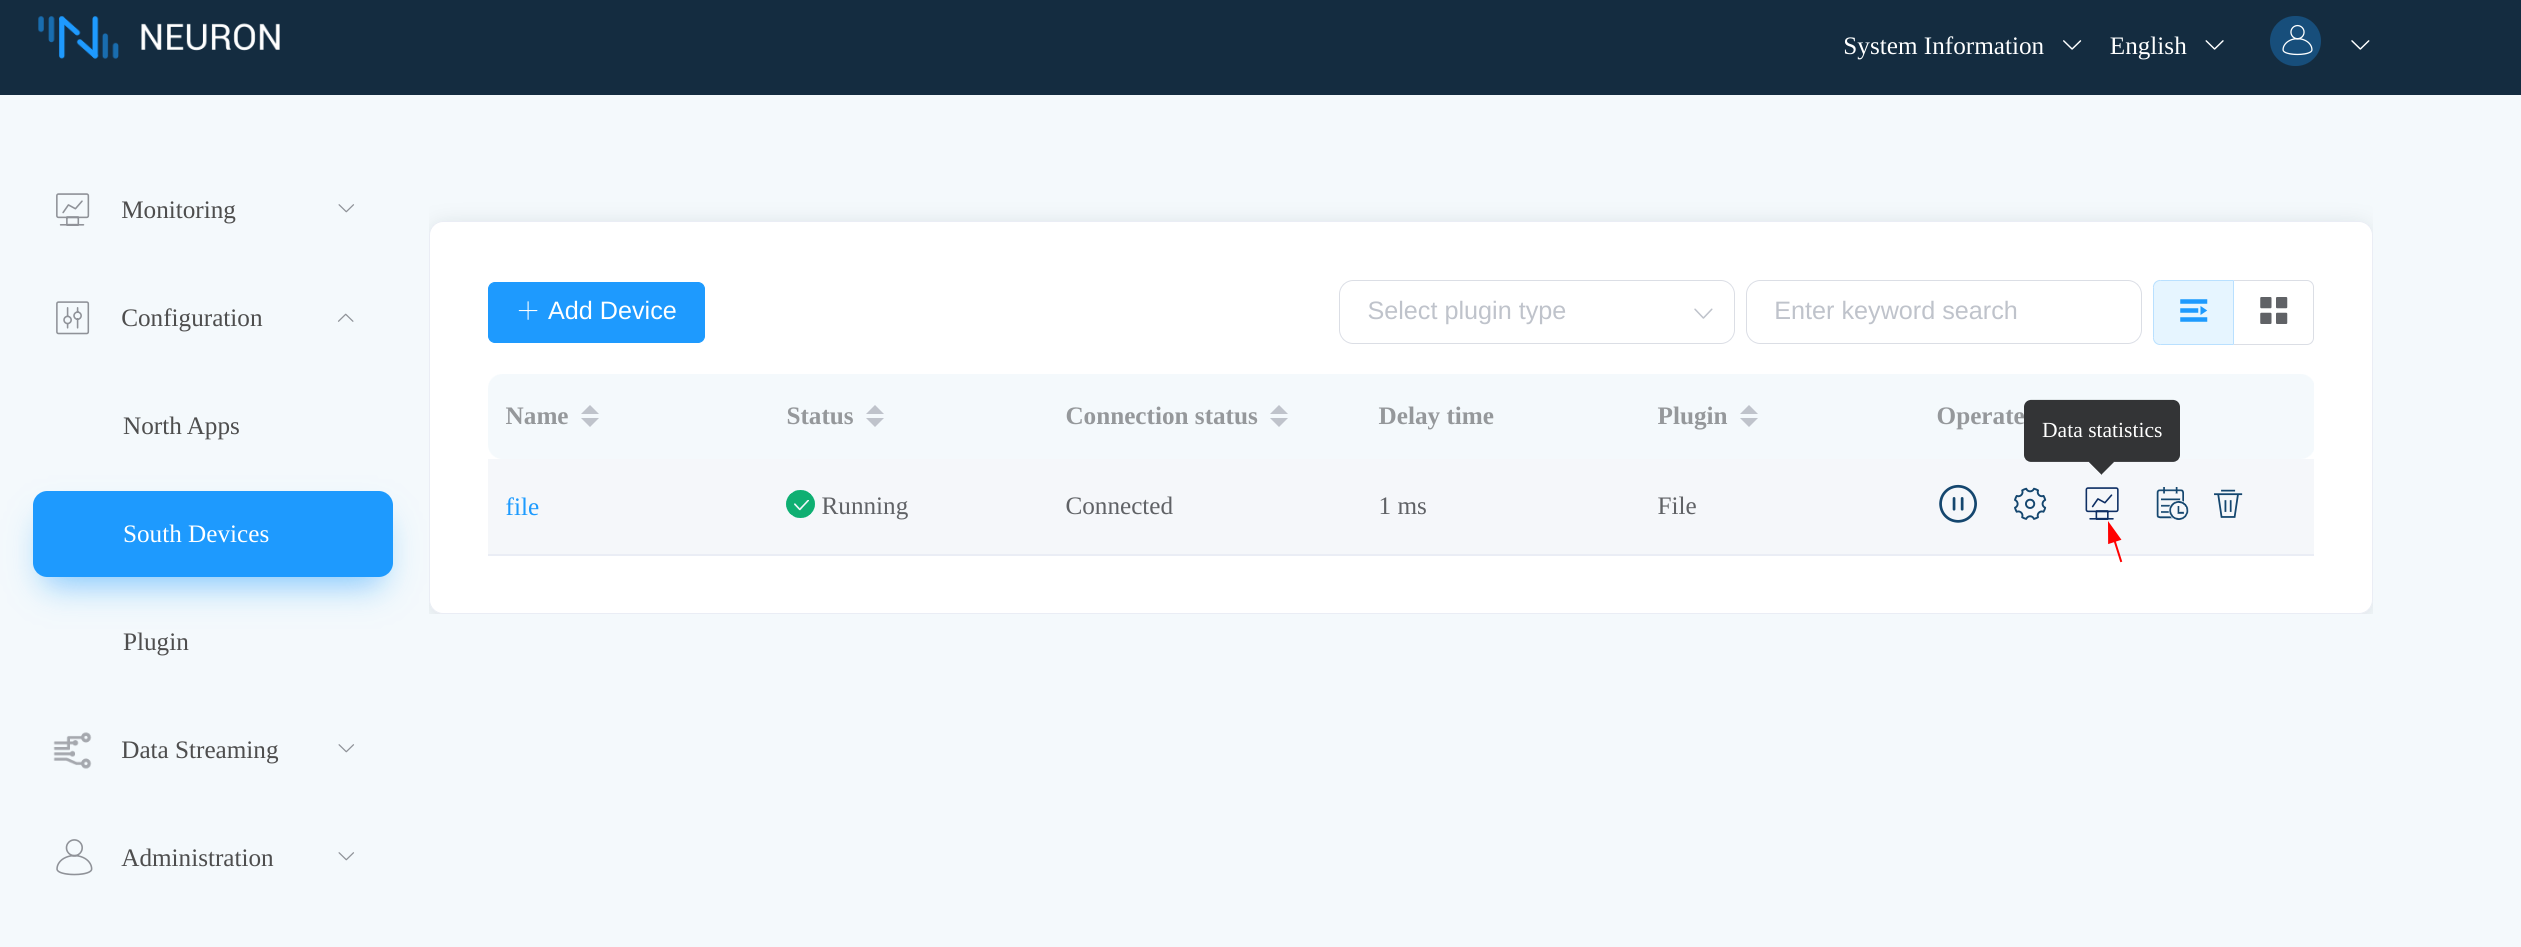 NEURON
System Information
English
Monitoring
Configuration
North Apps
South Devices
Plugin
Data Streaming
Administration
Add Device
Select plugin type
Enter keyword search
Name Status Connection status Delay time Plugin Operate
Data statistics
file Running Connected 1 ms File